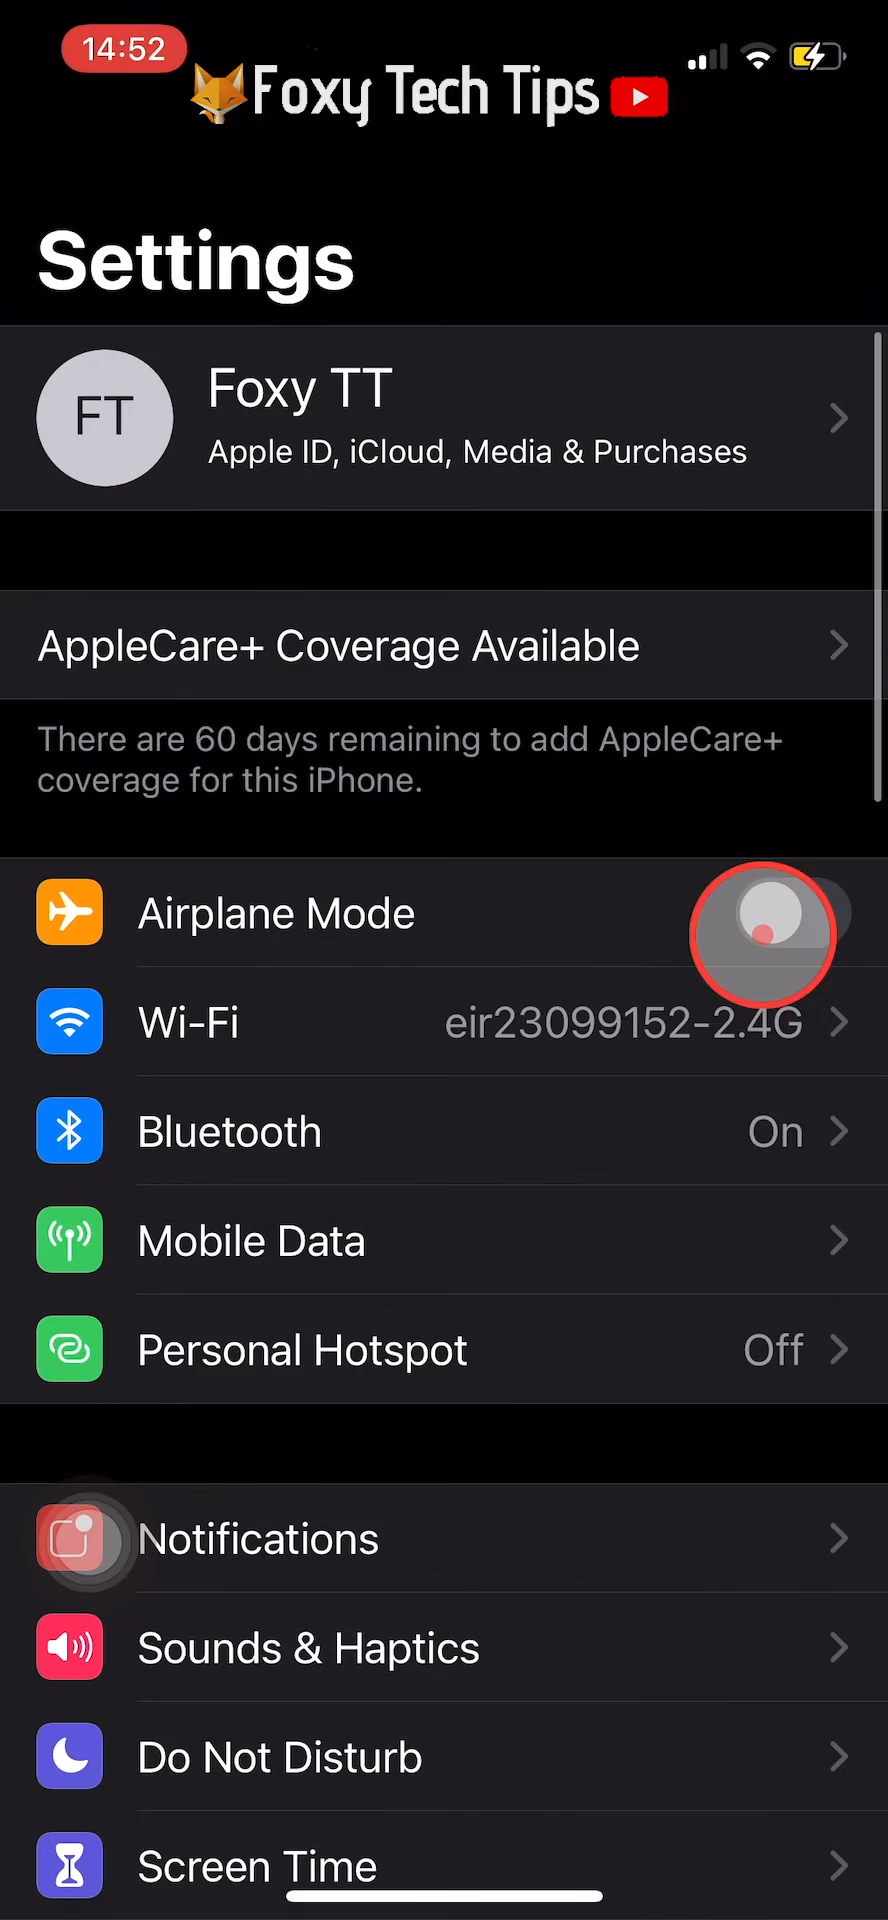 14:52
Foxy Tech Tips
Settings
FT
Foxy TT
Apple ID, iCloud, Media & Purchases
AppleCare+ Coverage Available
There are 60 days remaining to add AppleCare+
coverage for this iPhone.
Airplane Mode
Wi-Fi eir23099152-2.4G
Bluetooth On
Mobile Data
Personal Hotspot Off
Notifications
Sounds & Haptics
Do Not Disturb
Screen Time